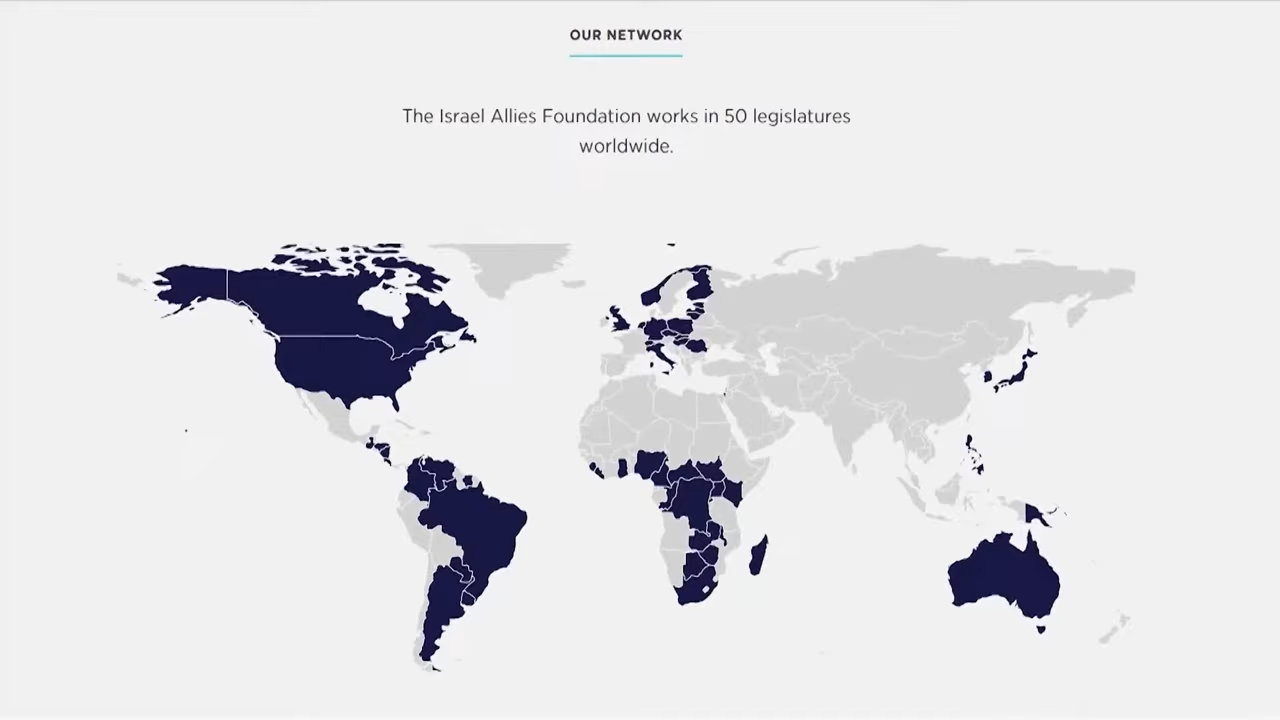 OUR NETWORK
The Israel Allies Foundation works in 50 legislatures
worldwide.